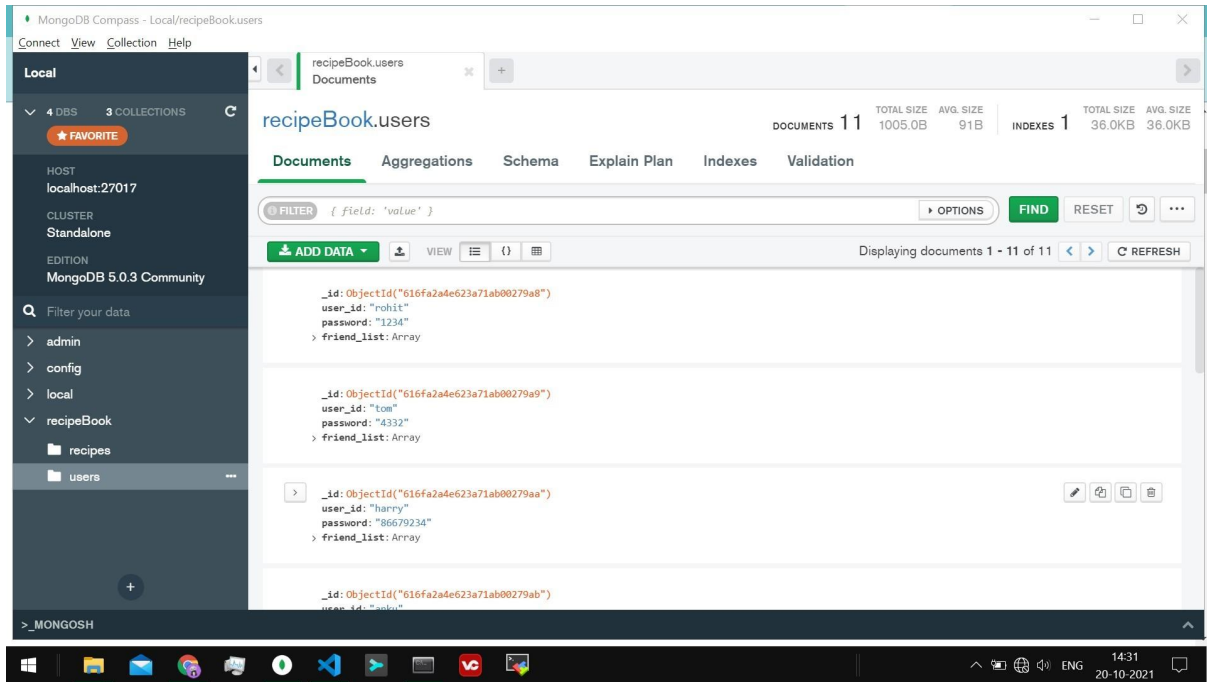 MongoDB Compass - Local/recipeBook.users
Connect View Collection Help
Local
recipeBook.users
Documents
4 DBS 3 COLLECTIONS
★ FAVORITE
HOST
localhost:27017
CLUSTER
Standalone
EDITION
MongoDB 5.0.3 Community
Filter your data
admin
config
local
recipeBook
recipes
users
recipeBook.users
DOCUMENTS 11
TOTAL SIZE AVG. SIZE
1005.0B 91B
INDEXES 1
TOTAL SIZE AVG. SIZE
36.0KB 36.0KB
Documents Aggregations Schema Explain Plan Indexes Validation
FILTER { field: 'value' } OPTIONS FIND RESET
ADD DATA VIEW {} Displaying documents 1 - 11 of 11 REFRESH
_id: ObjectId("616fa2a4e623a71ab00279a8")
user_id: "rohit"
password: "1234"
> friend_list: Array
_id: ObjectId("616fa2a4e623a71ab00279a9")
user_id: "tom"
password: "4332"
> friend_list: Array
_id: ObjectId("616fa2a4e623a71ab00279aa")
user_id: "harry"
password: "86679234"
> friend_list: Array
_id: ObjectId("616fa2a4e623a71ab00279ab")
user_id: "anku"
>_MONGOSH
VC
ENG
14:31
20-10-2021